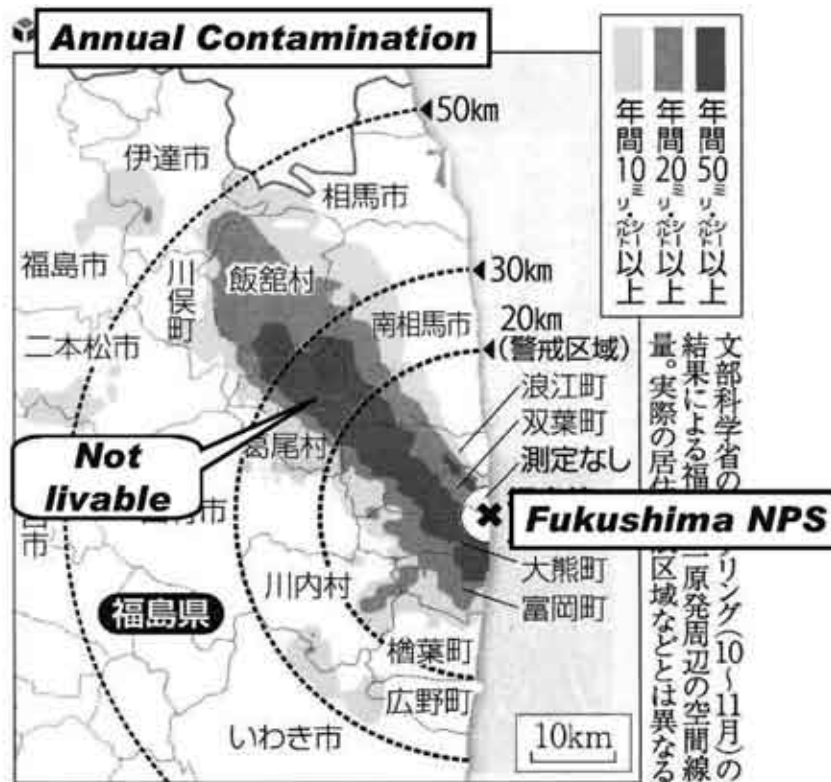 Annual Contamination
50km
伊達市
相馬市
福島市
川俣町
飯舘村
30km
南相馬市
二本松市
20km
(警戒区域)
浪江町
双葉町
Not
livable
葛尾村
測定なし
Fukushima NPS
大熊町
川内村
富岡町
福島県
楢葉町
広野町
いわき市
10km
年間50ミリ・シーベルト以上
年間20ミリ・シーベルト以上
年間10ミリ・シーベルト以上
文部科学省の
リング(10〜11月)の
結果による福
一原発周辺の空間線
量。実際の居住
区域などとは異なる